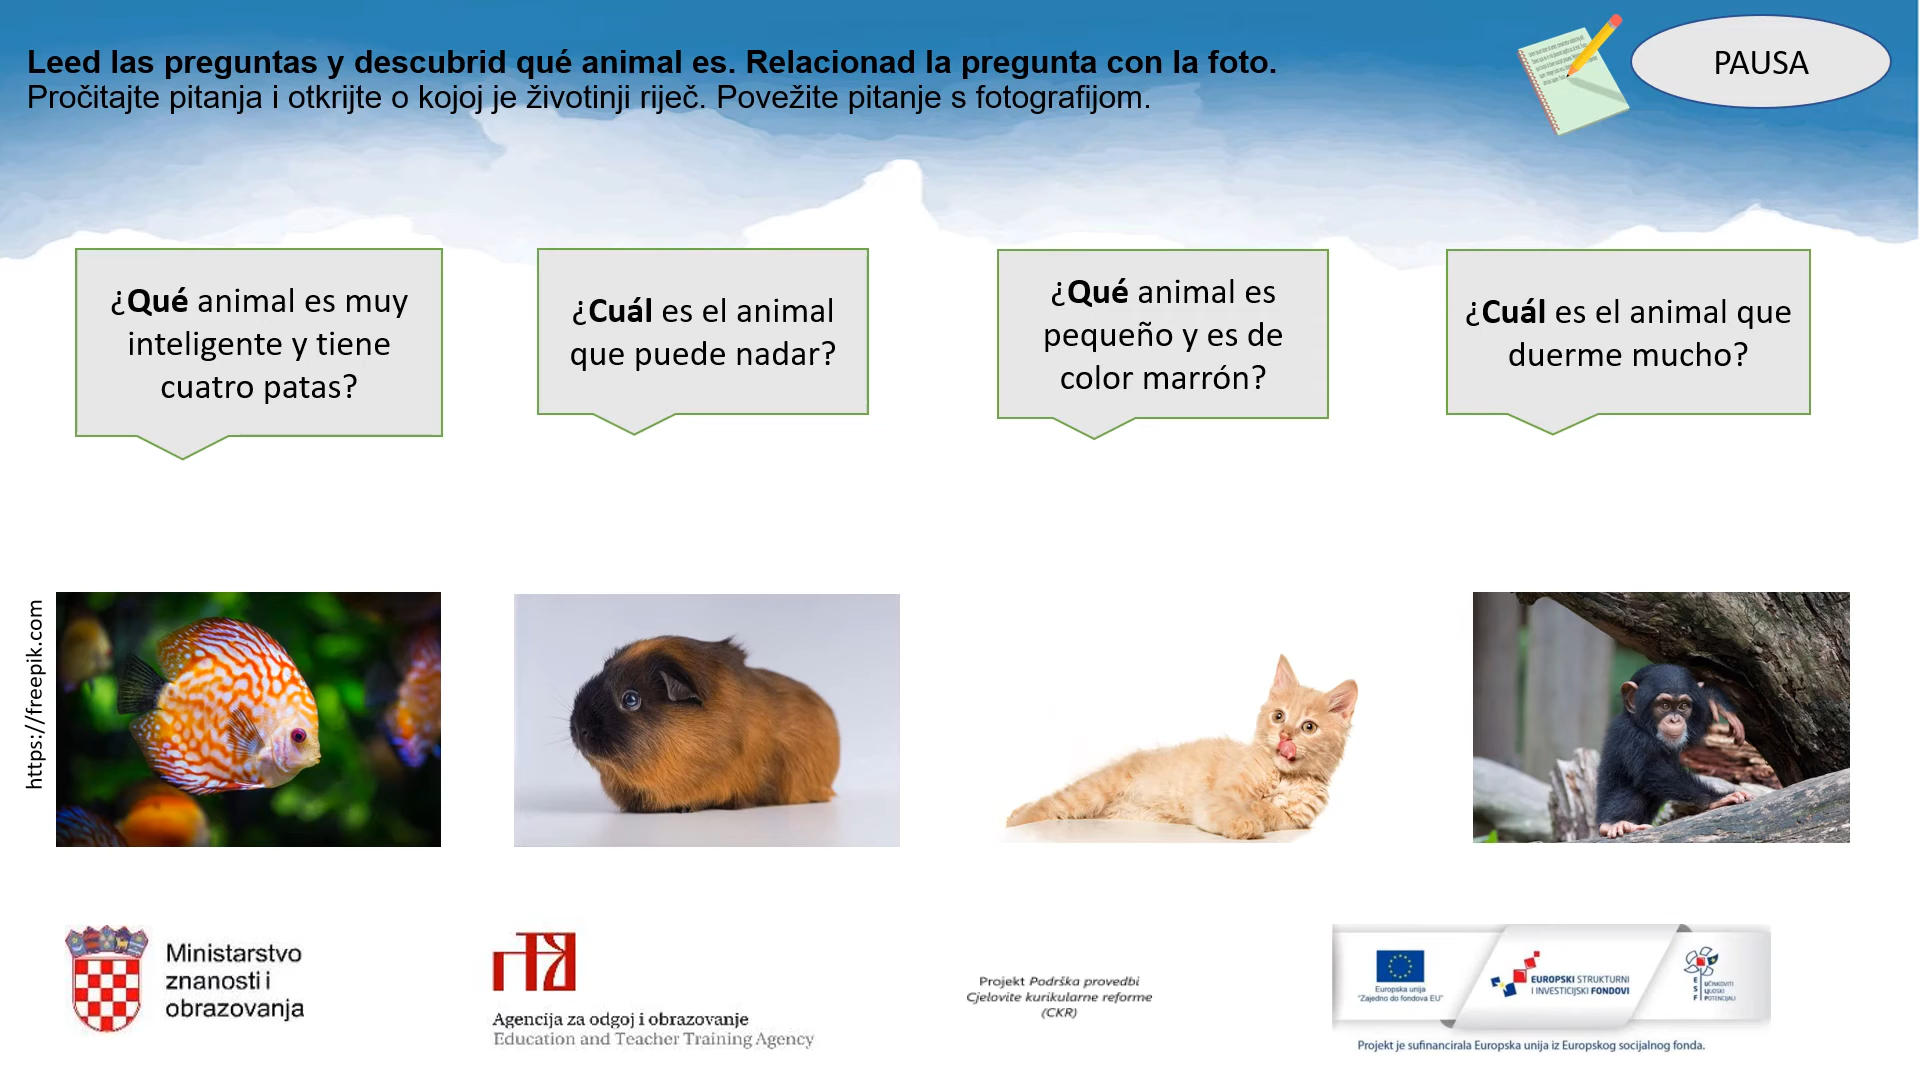 Leed las preguntas y descubrid qué animal es. Relacionad la pregunta con la foto.
Pročitajte pitanja i otkrijte o kojoj je životinji riječ. Povežite pitanje s fotografijom.
PAUSA
¿Qué animal es muy
inteligente y tiene
cuatro patas?
¿Cuál es el animal
que puede nadar?
¿Qué animal es
pequeño y es de
color marrón?
¿Cuál es el animal que
duerme mucho?
https://freepik.com
Ministarstvo
znanosti i
obrazovanja
Agencija za odgoj i obrazovanje
Education and Teacher Training Agency
Projekt Podrška provedbi
Cjelovite kurikularne reforme
(CKR)
Europska unija
"Zajedno do fondova EU"
EUROPSKI STRUKTURNI
I INVESTICIJSKI FONDOVI
ESF
UČINKOVITI
LJUDSKI
POTENCIJALI
Projekt je sufinancirala Europska unija iz Europskog socijalnog fonda.